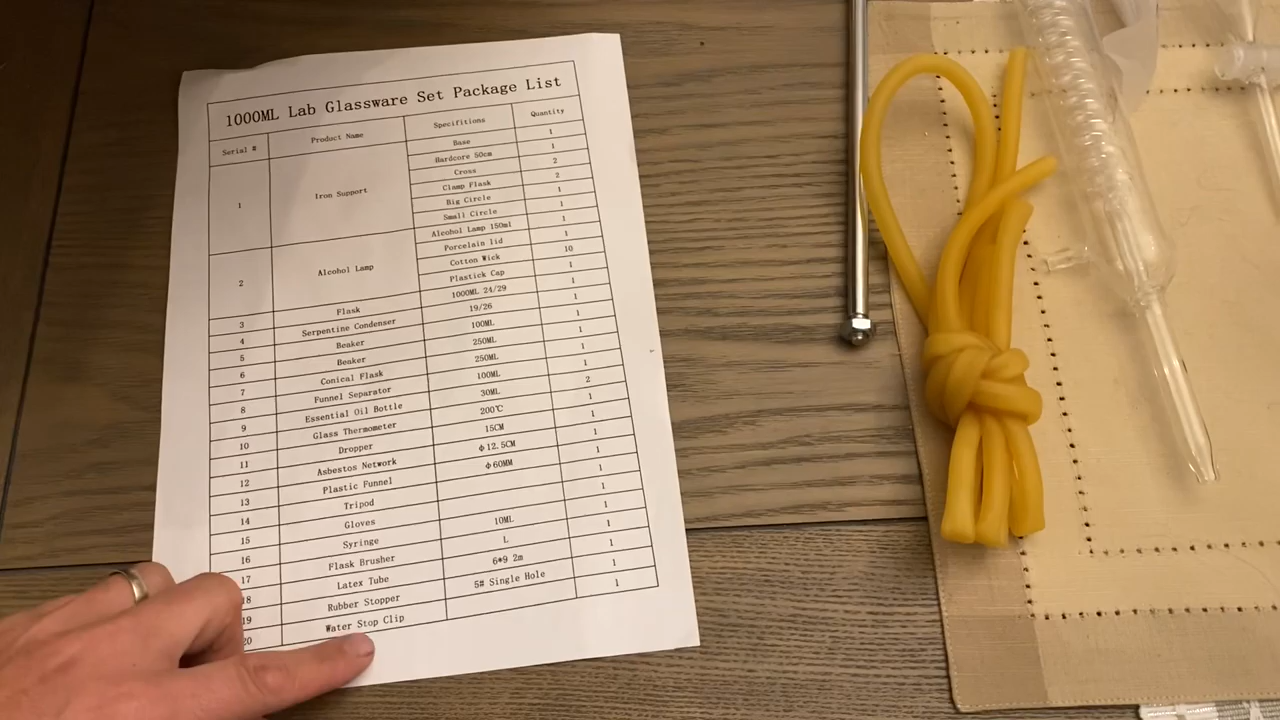 1000ML Lab Glassware Set Package List
Serial # Product Name Specifitions Quantity
1 Iron Support Base 1
Hardcore 50cm 1
Cross 2
Clamp Flask 2
Big Circle 1
Small Circle 1
2 Alcohol Lamp Alcohol Lamp 150ml 1
Porcelain lid 1
Cotton Wick 10
Plastick Cap 1
3 Flask 1000ML 24/29 1
4 Serpentine Condenser 19/26 1
5 Beaker 100ML 1
6 Beaker 250ML 1
7 Conical Flask 250ML 1
8 Funnel Separator 100ML 1
9 Essential Oil Bottle 30ML 2
10 Glass Thermometer 200℃ 1
11 Dropper 15CM 1
12 Asbestos Network φ12.5CM 1
13 Plastic Funnel φ60MM 1
14 Tripod 1
15 Gloves 1
16 Syringe 10ML 1
17 Flask Brusher L 1
18 Latex Tube 6*9 2m 1
19 Rubber Stopper 5# Single Hole 1
20 Water Stop Clip 1